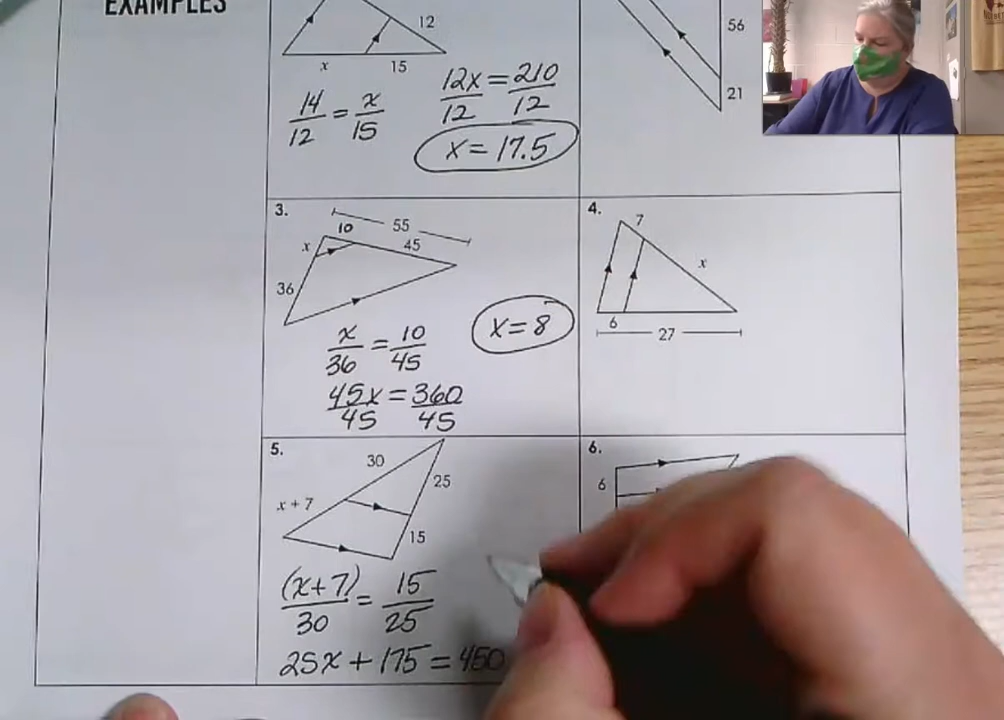 EXAMPLES
12
x 15
14/12 = x/15
12x/12 = 210/12
x = 17.5
56
21
3.
55
10
x
45
36
x/36 = 10/45
45x/45 = 360/45
x = 8
4.
7
x
6
27
5.
30
25
x + 7
15
(x+7)/30 = 15/25
25x + 175 = 450
6.
6